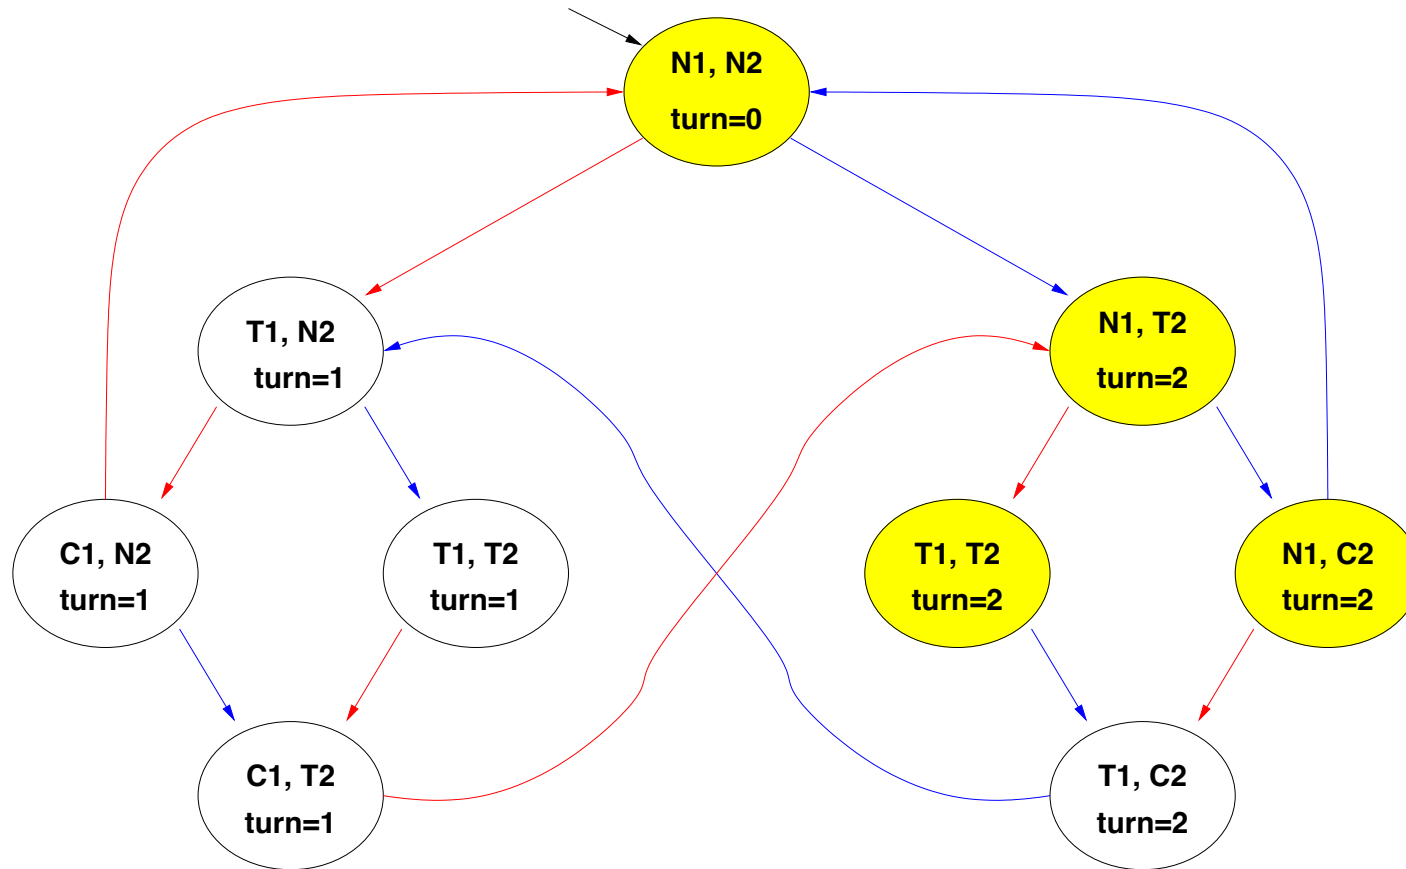 N1, N2
turn=0
T1, N2
turn=1
N1, T2
turn=2
C1, N2
turn=1
T1, T2
turn=1
T1, T2
turn=2
N1, C2
turn=2
C1, T2
turn=1
T1, C2
turn=2